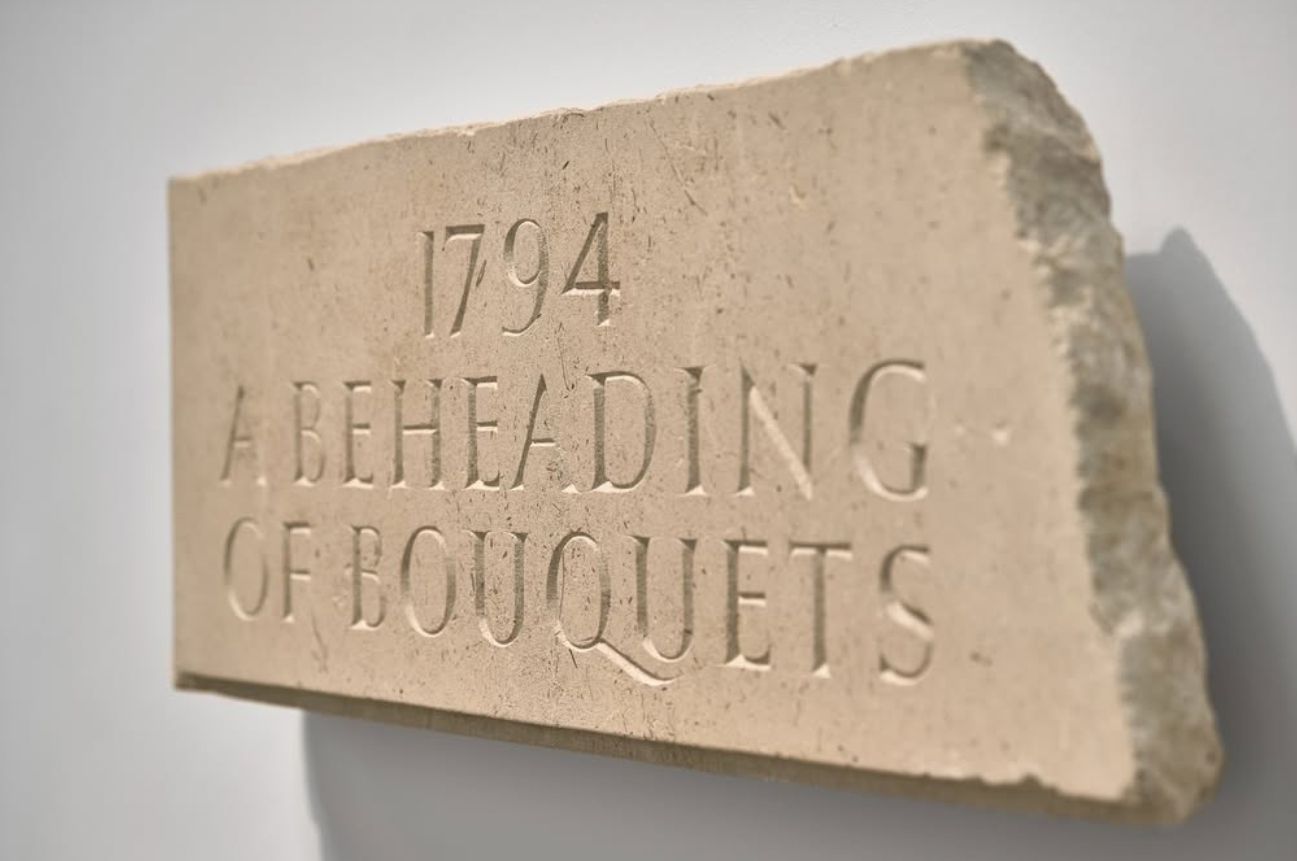 1794
A BEHEADING
OF BOUQUETS